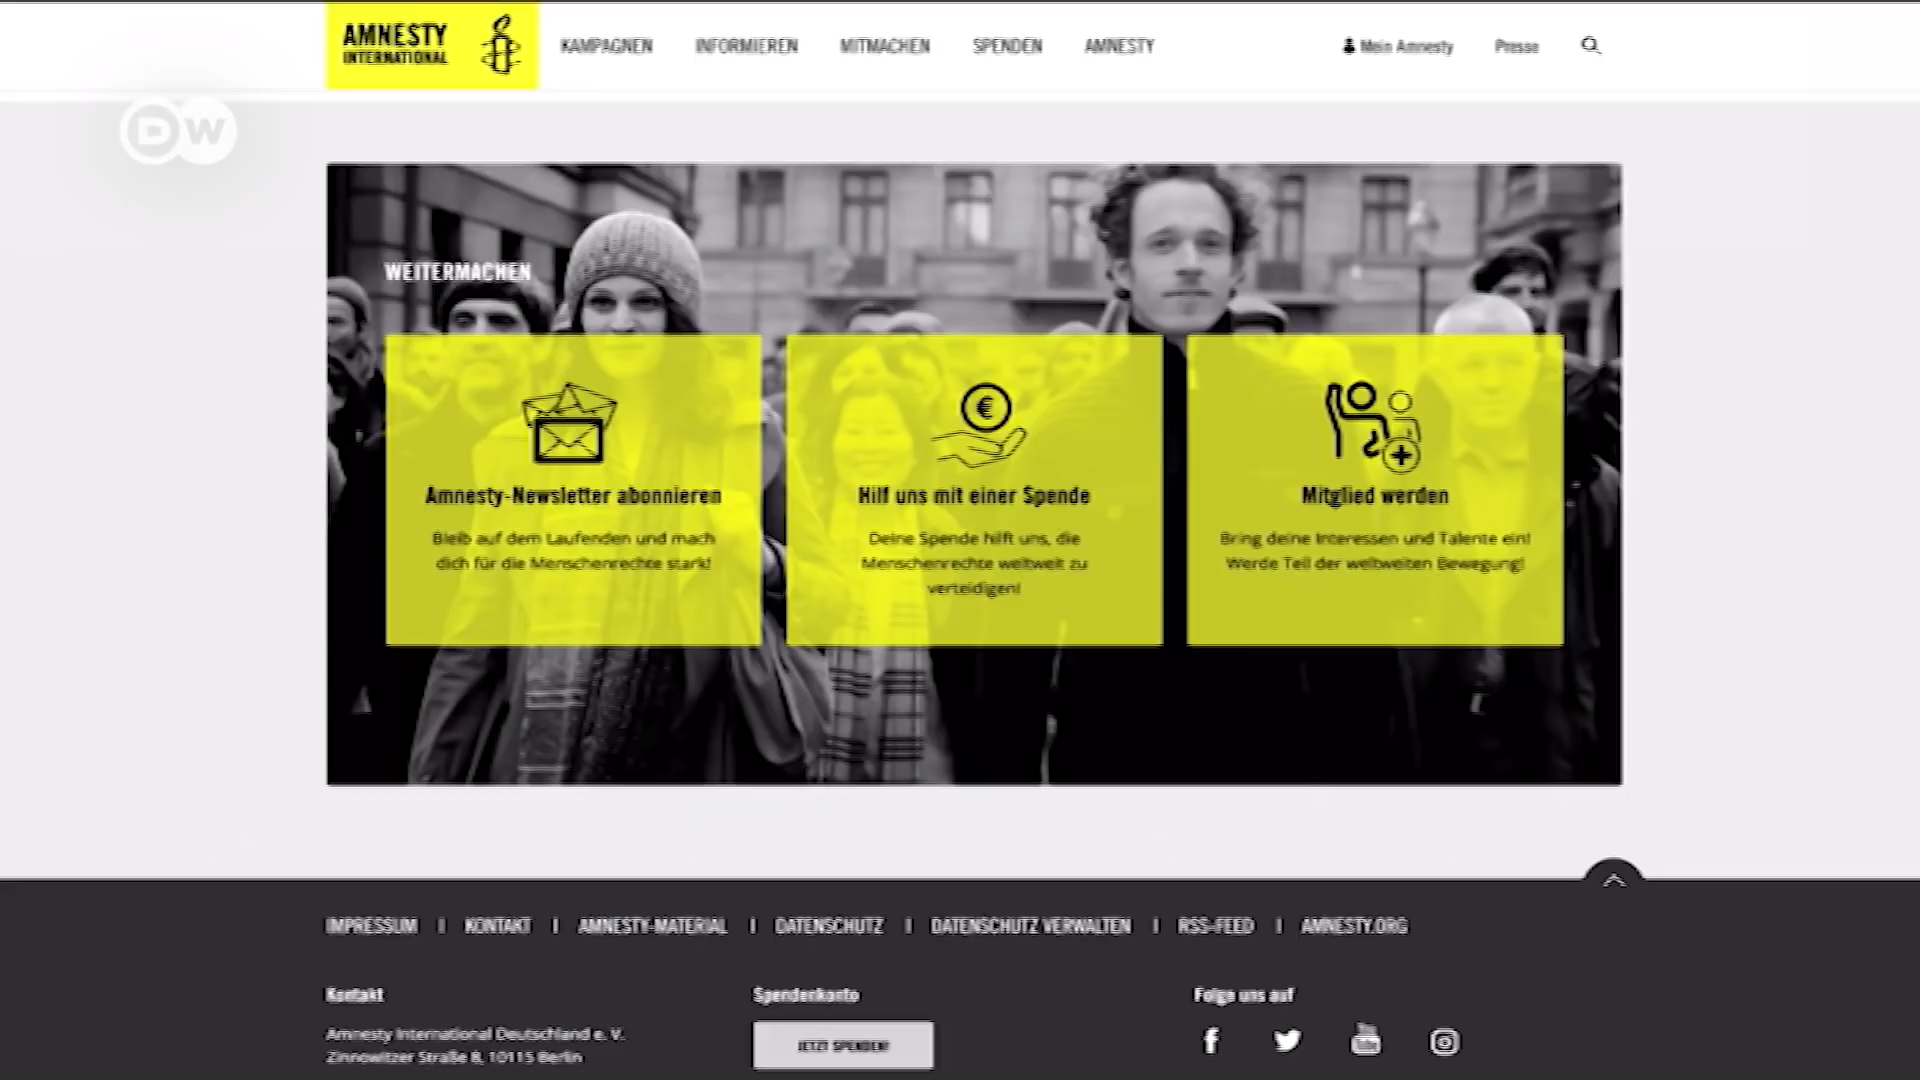 AMNESTY
INTERNATIONAL
KAMPAGNEN
INFORMIEREN
MITMACHEN
SPENDEN
AMNESTY
Mein Amnesty
Presse
DW
WEITERMACHEN
Amnesty-Newsletter abonnieren
Bleib auf dem Laufenden und mach
dich für die Menschenrechte stark!
€
Hilf uns mit einer Spende
Deine Spende hilft uns, die
Menschenrechte weltweit zu
verteidigen!
Mitglied werden
Bring deine Interessen und Talente ein!
Werde Teil der weltweiten Bewegung!
IMPRESSUM | KONTAKT | AMNESTY-MATERIAL | DATENSCHUTZ | DATENSCHUTZ VERWALTEN | RSS-FEED | AMNESTY.ORG
Kontakt
Amnesty International Deutschland e. V.
Zinnowitzer Straße 8, 10115 Berlin
Spendenkonto
JETZT SPENDEN!
Folge uns auf
You
Tube